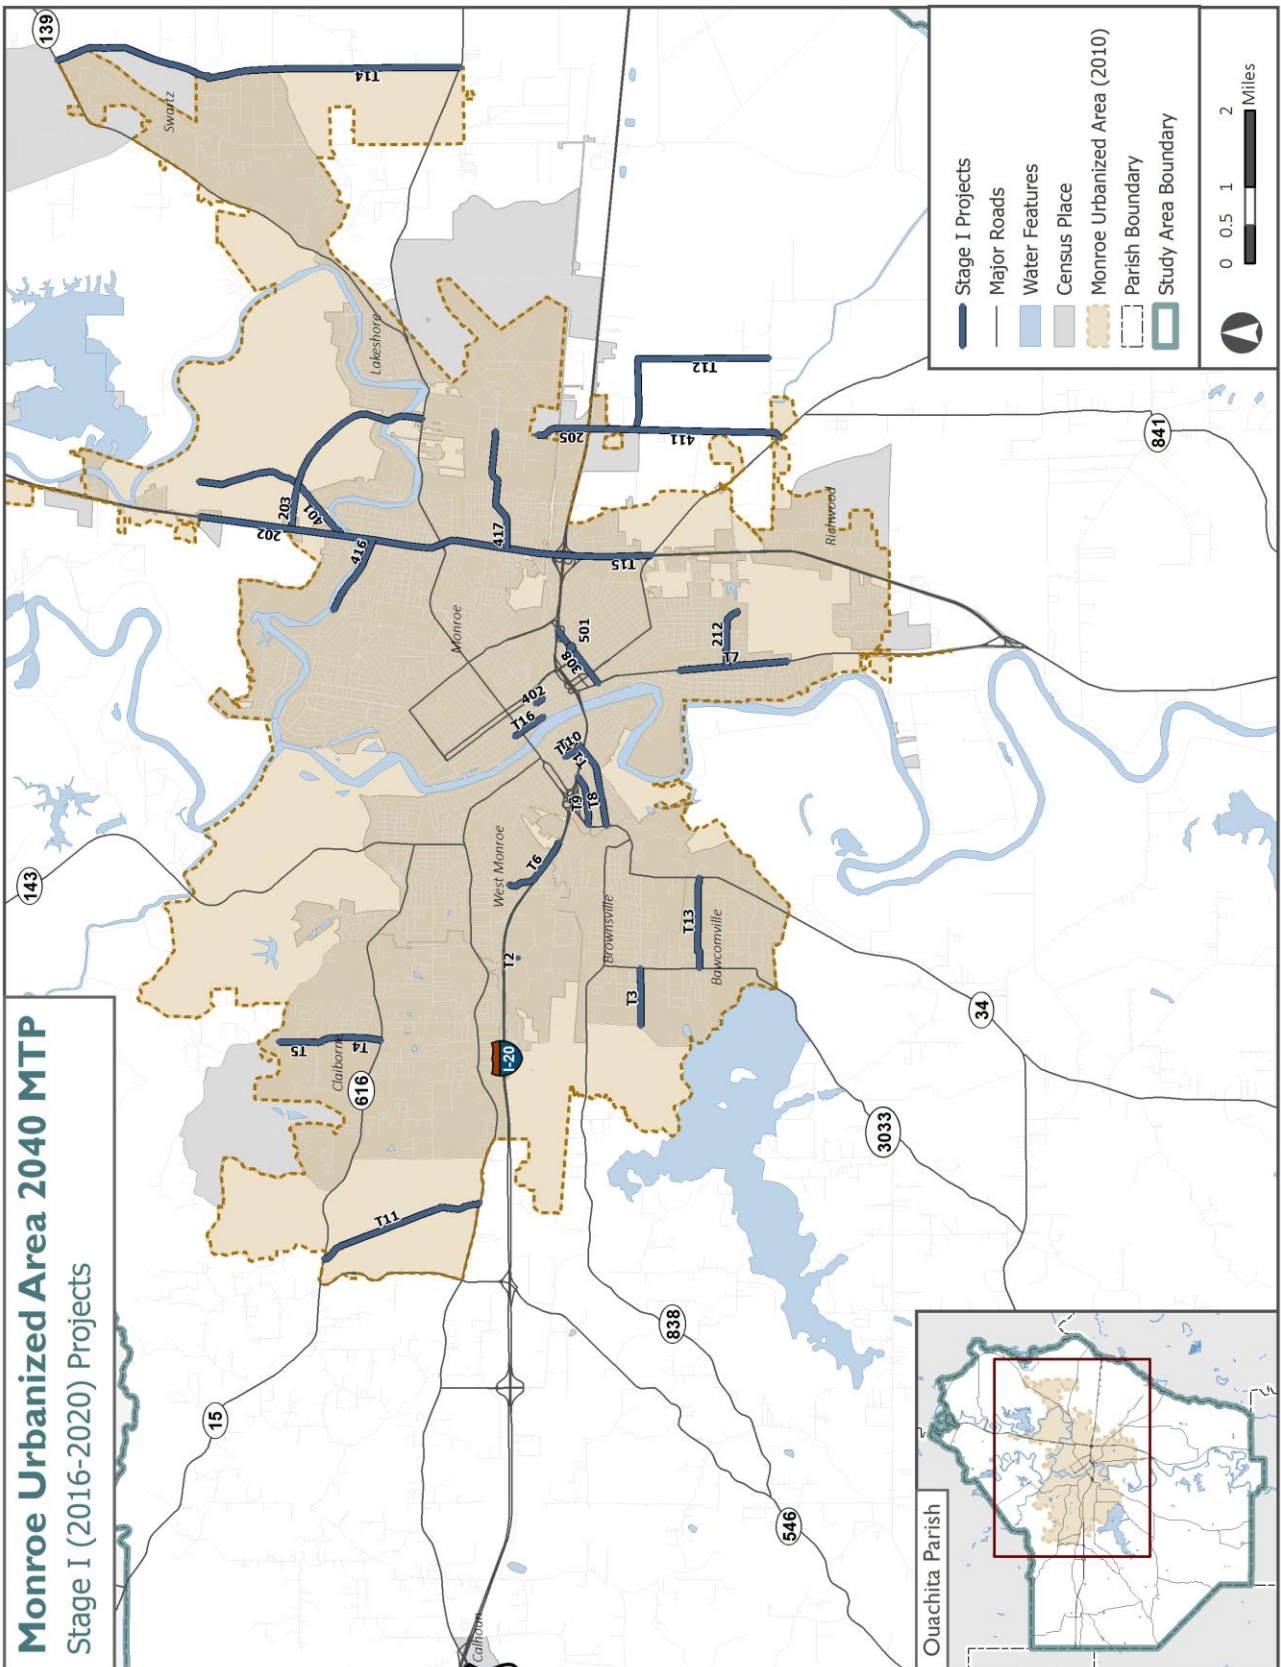 Monroe Urbanized Area 2040 MTP
Stage I (2016-2020) Projects
139
143
15
616
I-20
838
546
3033
34
841
Swartz
Lakeshore
Monroe
West Monroe
Claiborne
Brownsville
Bawcomville
Richwood
Calhoun
T14
202
203
401
416
417
205
411
T12
T15
501
308
402
T16
212
L1
T10
T1
T9
T8
T6
T2
T13
T3
T5
T4
T11
Stage I Projects
Major Roads
Water Features
Census Place
Monroe Urbanized Area (2010)
Parish Boundary
Study Area Boundary
0 0.5 1 2
Miles
Ouachita Parish